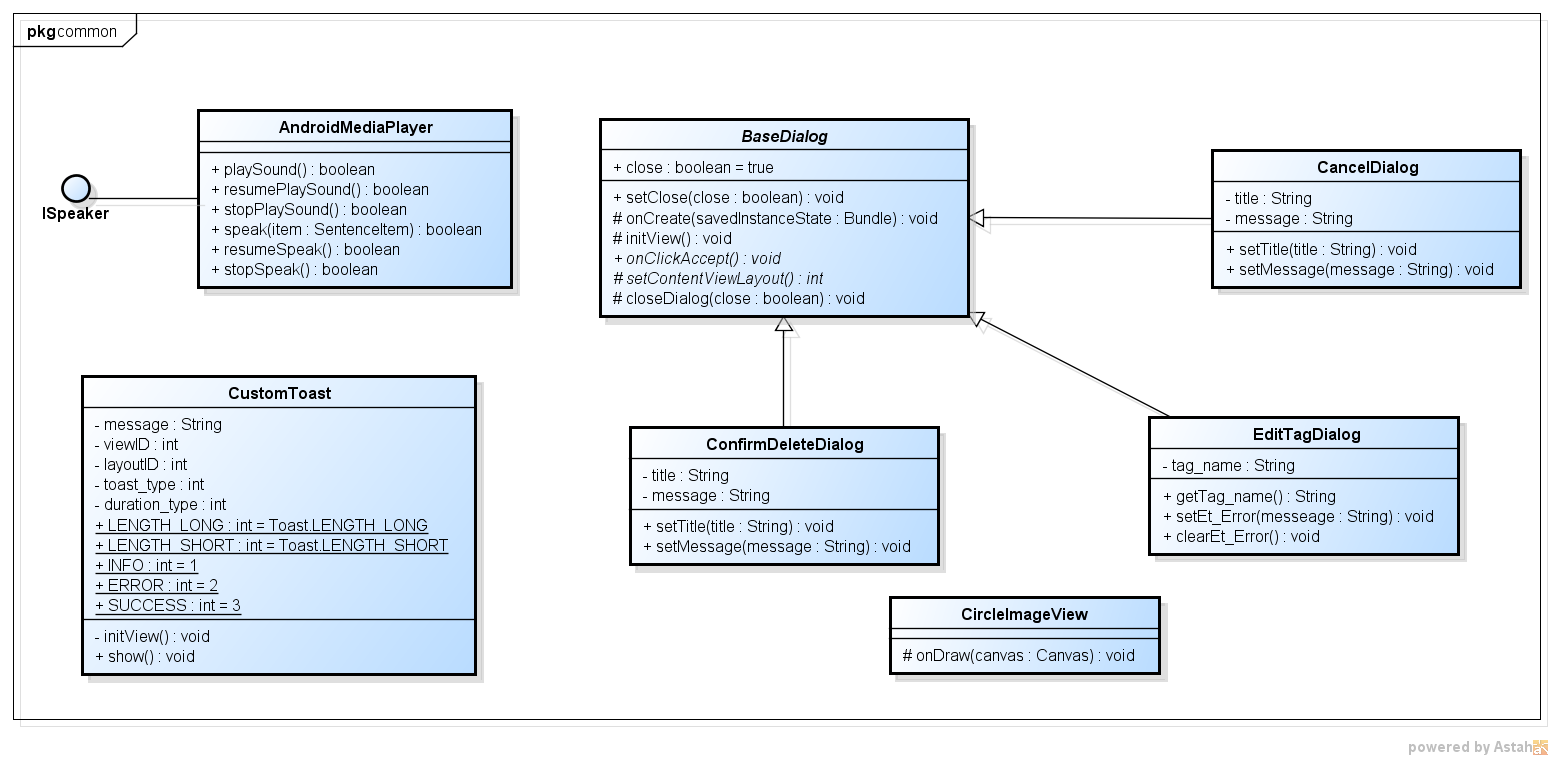 pkg common
ISpeaker
AndroidMediaPlayer
+ playSound() : boolean
+ resumePlaySound() : boolean
+ stopPlaySound() : boolean
+ speak(item : SentenceItem) : boolean
+ resumeSpeak() : boolean
+ stopSpeak() : boolean
BaseDialog
+ close : boolean = true
+ setClose(close : boolean) : void
# onCreate(savedInstanceState : Bundle) : void
# initView() : void
+ onClickAccept() : void
# setContentViewLayout() : int
# closeDialog(close : boolean) : void
CancelDialog
- title : String
- message : String
+ setTitle(title : String) : void
+ setMessage(message : String) : void
CustomToast
- message : String
- viewID : int
- layoutID : int
- toast_type : int
- duration_type : int
+ LENGTH_LONG : int = Toast.LENGTH_LONG
+ LENGTH_SHORT : int = Toast.LENGTH_SHORT
+ INFO : int = 1
+ ERROR : int = 2
+ SUCCESS : int = 3
- initView() : void
+ show() : void
ConfirmDeleteDialog
- title : String
- message : String
+ setTitle(title : String) : void
+ setMessage(message : String) : void
EditTagDialog
- tag_name : String
+ getTag_name() : String
+ setEt_Error(messeage : String) : void
+ clearEt_Error() : void
CircleImageView
# onDraw(canvas : Canvas) : void
powered by Astah